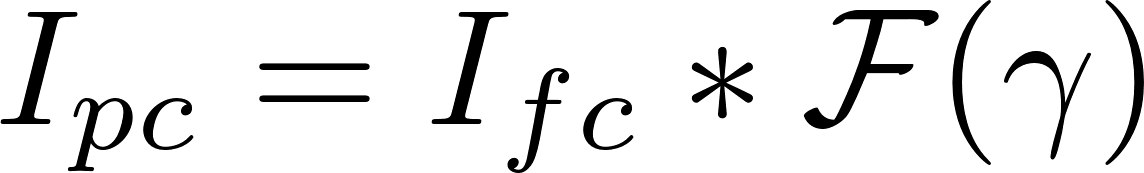 I_{pc} = I_{fc} * \mathcal{F}(\gamma)